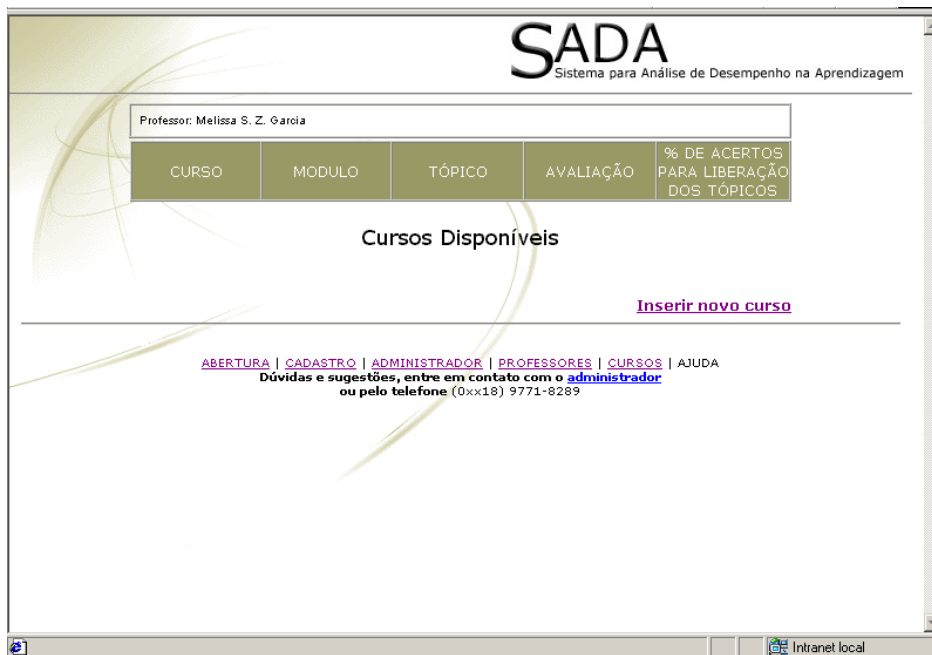 SADA
Sistema para Análise de Desempenho na Aprendizagem
Professor: Melissa S. Z. Garcia
CURSO
MODULO
TÓPICO
AVALIAÇÃO
% DE ACERTOS
PARA LIBERAÇÃO
DOS TÓPICOS
Cursos Disponíveis
Inserir novo curso
ABERTURA | CADASTRO | ADMINISTRADOR | PROFESSORES | CURSOS | AJUDA
Dúvidas e sugestões, entre em contato com o administrador
ou pelo telefone (0xx18) 9771-8289
Intranet local